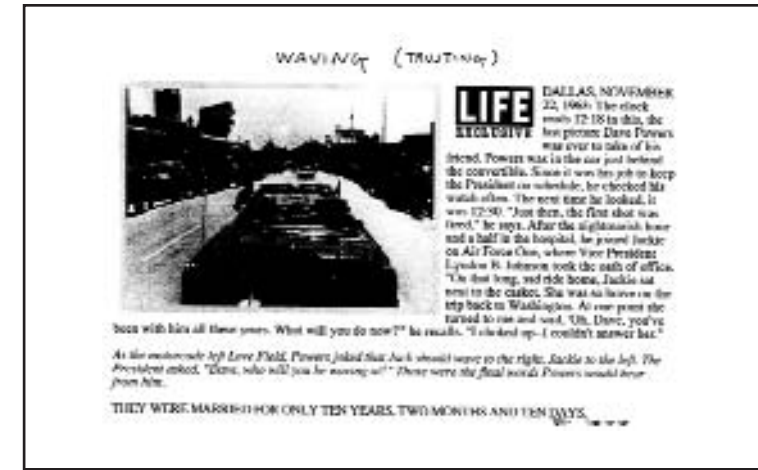 WAVING (TRUSTING)
LIFE
EXCLUSIVE
DALLAS, NOVEMBER
22, 1963: The clock
reads 12:18 in this, the
last picture Dave Powers
was ever to take of his
friend. Powers was in the car just behind
the convertible. Since it was his job to keep
the President on schedule, he checked his
watch often. The next time he looked, it
was 12:30. "Just then, the first shot was
fired," he says. After the nightmarish hour
and a half in the hospital, he joined Jackie
on Air Force One, where Vice President
Lyndon B. Johnson took the oath of office.
"On that long, sad ride home, Jackie sat
next to the casket. She was so brave on the
trip back to Washington. At one point she
turned to me and said, 'Oh, Dave, you've
been with him all these years. What will you do now?'" he recalls. "I choked up–I couldn't answer her."
As the motorcade left Love Field, Powers joked that Jack should wave to the right, Jackie to the left. The
President asked, "Dave, who will you be waving at?" Those were the final words Powers would hear
from him.
THEY WERE MARRIED FOR ONLY TEN YEARS, TWO MONTHS AND TEN DAYS.